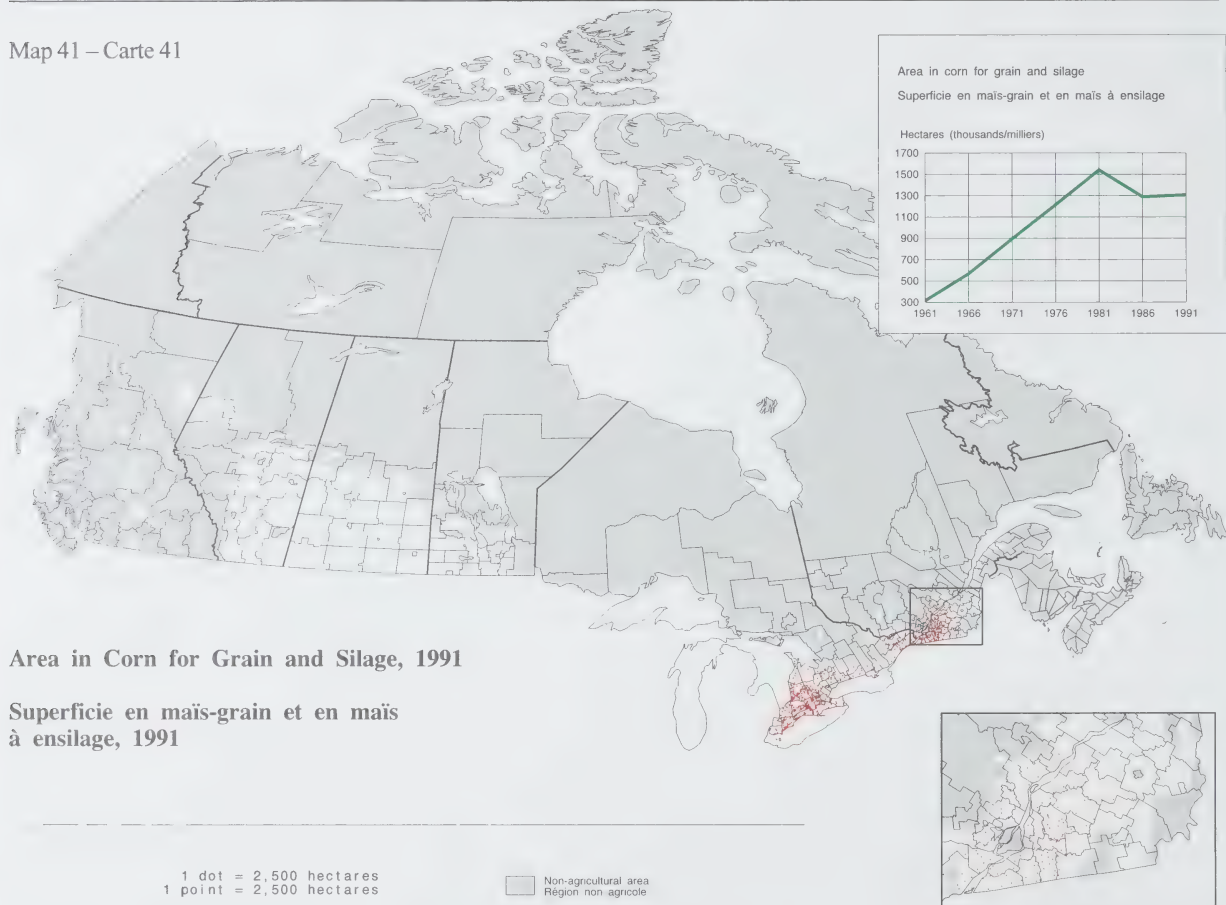 Map 41 – Carte 41
Area in corn for grain and silage
Superficie en maïs-grain et en maïs à ensilage
Hectares (thousands/milliers)
1700
1500
1300
1100
900
700
500
300
1961 1966 1971 1976 1981 1986 1991
Area in Corn for Grain and Silage, 1991
Superficie en maïs-grain et en maïs
à ensilage, 1991
1 dot = 2,500 hectares
1 point = 2,500 hectares
Non-agricultural area
Région non agricole